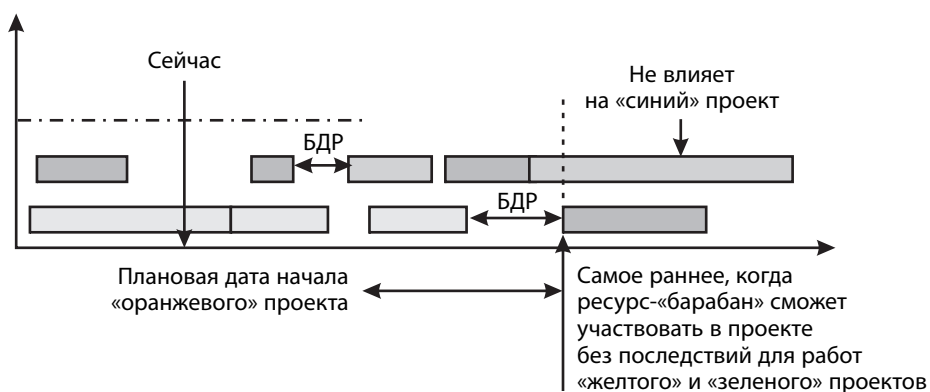 Сейчас
Не влияет
на «синий» проект
БДР
БДР
Плановая дата начала
«оранжевого» проекта
Самое раннее, когда
ресурс-«барабан» сможет
участвовать в проекте
без последствий для работ
«желтого» и «зеленого» проектов